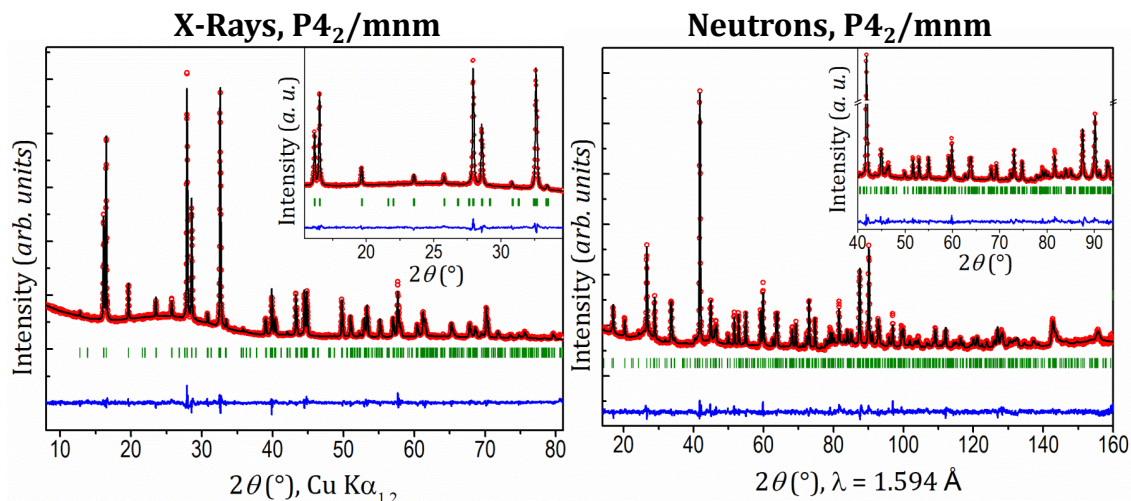 X-Rays, P4₂/mnm
Neutrons, P4₂/mnm
Intensity (arb. units)
Intensity (a. u.)
20 25 30
2θ (°)
10 20 30 40 50 60 70 80
2θ (°), Cu Kα₁,₂
Intensity (arb. units)
Intensity (a. u.)
40 50 60 70 80 90
2θ (°)
20 40 60 80 100 120 140 160
2θ (°), λ = 1.594 Å